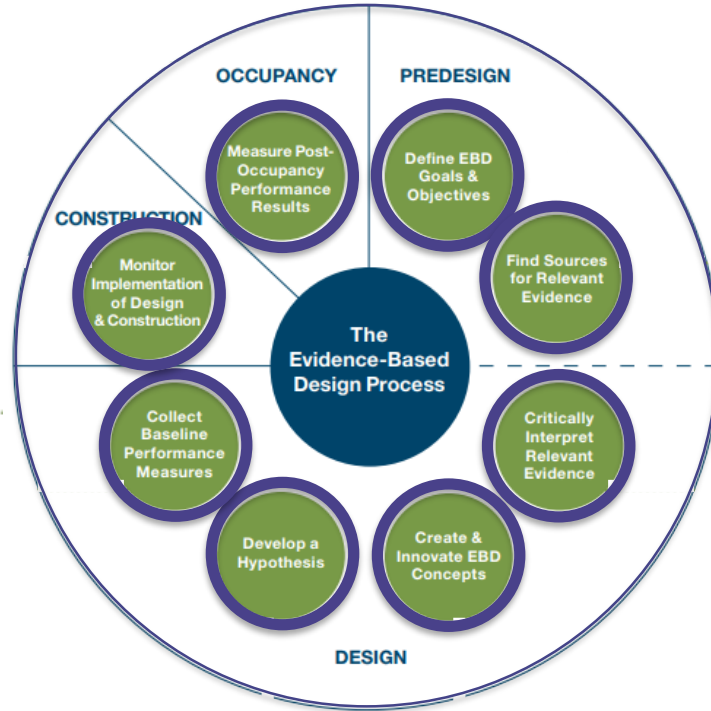 OCCUPANCY
PREDESIGN
Measure Post-
Occupancy
Performance
Results
Define EBD
Goals &
Objectives
CONSTRUCTION
Monitor
Implementation
of Design
& Construction
Find Sources
for Relevant
Evidence
The
Evidence-Based
Design Process
Collect
Baseline
Performance
Measures
Critically
Interpret
Relevant
Evidence
Develop a
Hypothesis
Create &
Innovate EBD
Concepts
DESIGN